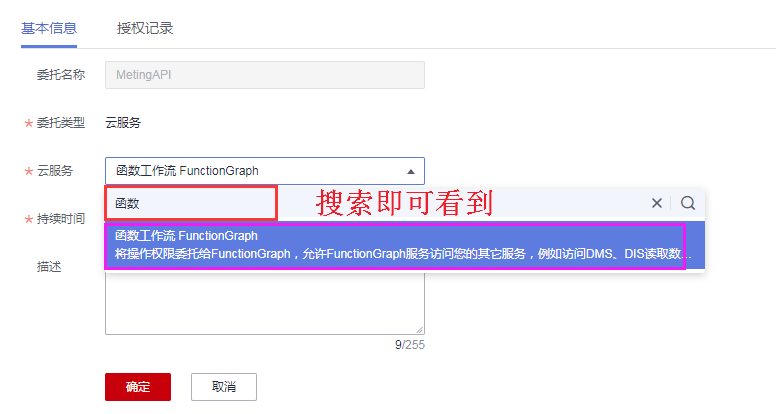 基本信息 授权记录
委托名称 MetingAPI
* 委托类型 云服务
* 云服务 函数工作流 FunctionGraph
函数 搜索即可看到
* 持续时间
函数工作流 FunctionGraph
将操作权限委托给FunctionGraph，允许FunctionGraph服务访问您的其它服务，例如访问DMS、DIS读取数...
描述
9/255
确定 取消